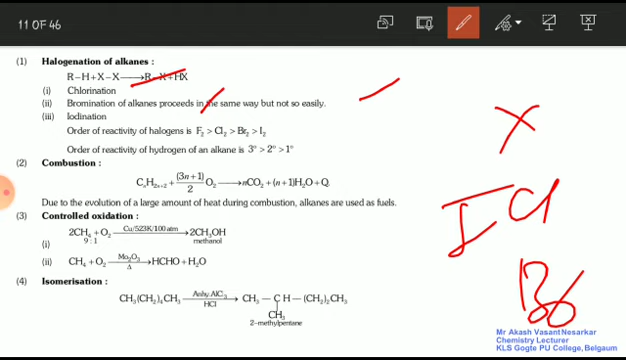 11 OF 46
(1) Halogenation of alkanes :
R–H+X–X⟶R–X+HX
(i) Chlorination
(ii) Bromination of alkanes proceeds in the same way but not so easily.
(iii) Iodination
Order of reactivity of halogens is F₂ > Cl₂ > Br₂ > I₂
Order of reactivity of hydrogen of an alkane is 3° > 2° > 1°
(2) Combustion :
CₙH₂ₙ₊₂ + (3n+1)/2 O₂ ⟶ nCO₂ + (n+1)H₂O + Q.
Due to the evolution of a large amount of heat during combustion, alkanes are used as fuels.
(3) Controlled oxidation :
(i) 2CH₄ + O₂ Cu/523K/100 atm → 2CH₃OH
9 : 1 methanol
(ii) CH₄ + O₂ Mo₂O₃ Δ → HCHO + H₂O
(4) Isomerisation :
CH₃(CH₂)₄CH₃ Anhy. AlC₃ HCl → CH₃ – CH – (CH₂)₂CH₃
CH₃
2–methylpentane
X
I Cl
Br
Mr Akash Vasant Nesarkar
Chemistry Lecturer
KLS Gogte PU College, Belgaum